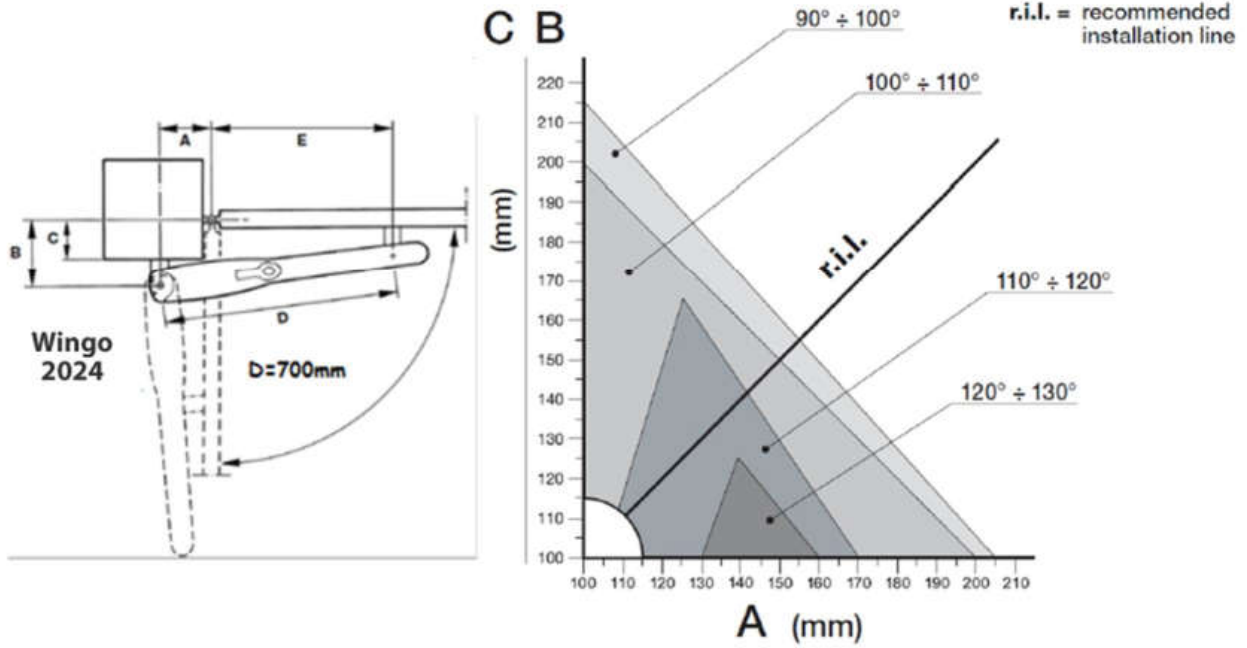 A
E
B
C
D
Wingo
2024
D=700mm
C B
(mm)
220
210
200
190
180
170
160
150
140
130
120
110
100
100 110 120 130 140 150 160 170 180 190 200 210
A (mm)
90° ÷ 100°
100° ÷ 110°
r.i.l.
110° ÷ 120°
120° ÷ 130°
r.i.l. = recommended
installation line